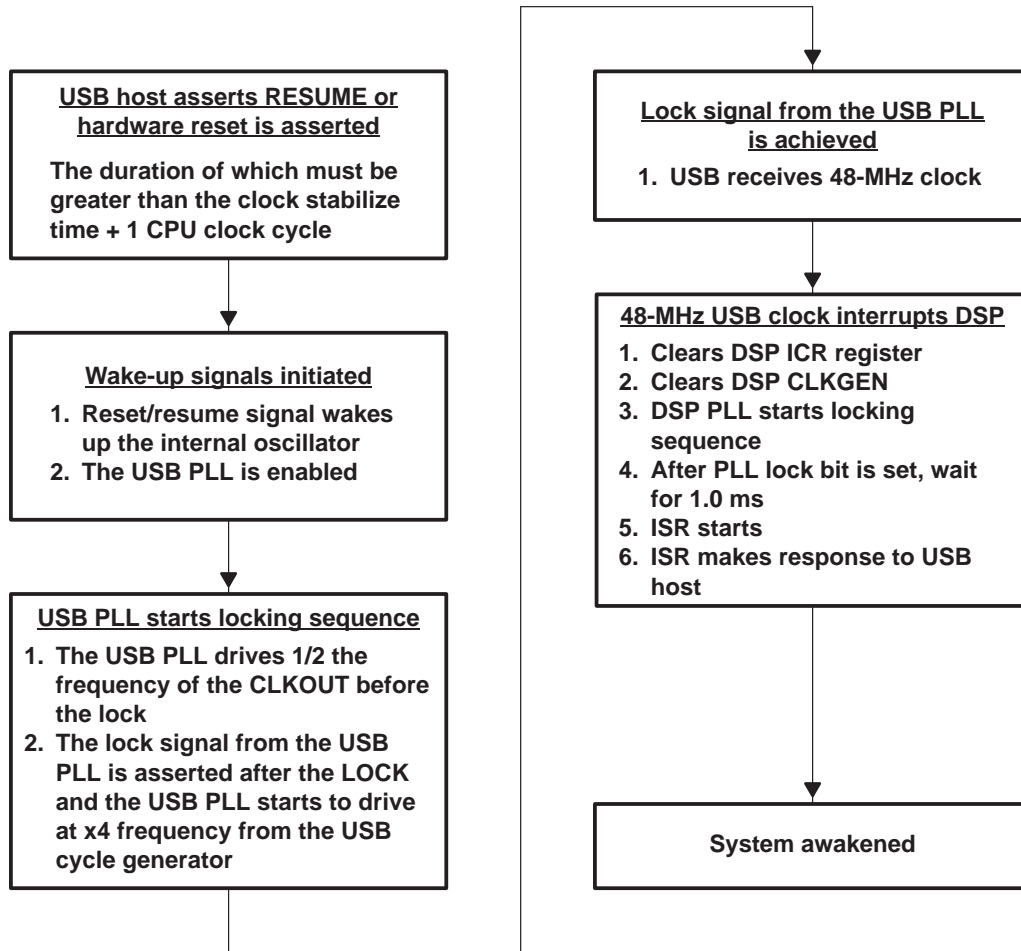 USB host asserts RESUME or
hardware reset is asserted
The duration of which must be
greater than the clock stabilize
time + 1 CPU clock cycle
Wake-up signals initiated
1. Reset/resume signal wakes
up the internal oscillator
2. The USB PLL is enabled
USB PLL starts locking sequence
1. The USB PLL drives 1/2 the
frequency of the CLKOUT before
the lock
2. The lock signal from the USB
PLL is asserted after the LOCK
and the USB PLL starts to drive
at x4 frequency from the USB
cycle generator
Lock signal from the USB PLL
is achieved
1. USB receives 48-MHz clock
48-MHz USB clock interrupts DSP
1. Clears DSP ICR register
2. Clears DSP CLKGEN
3. DSP PLL starts locking
sequence
4. After PLL lock bit is set, wait
for 1.0 ms
5. ISR starts
6. ISR makes response to USB
host
System awakened